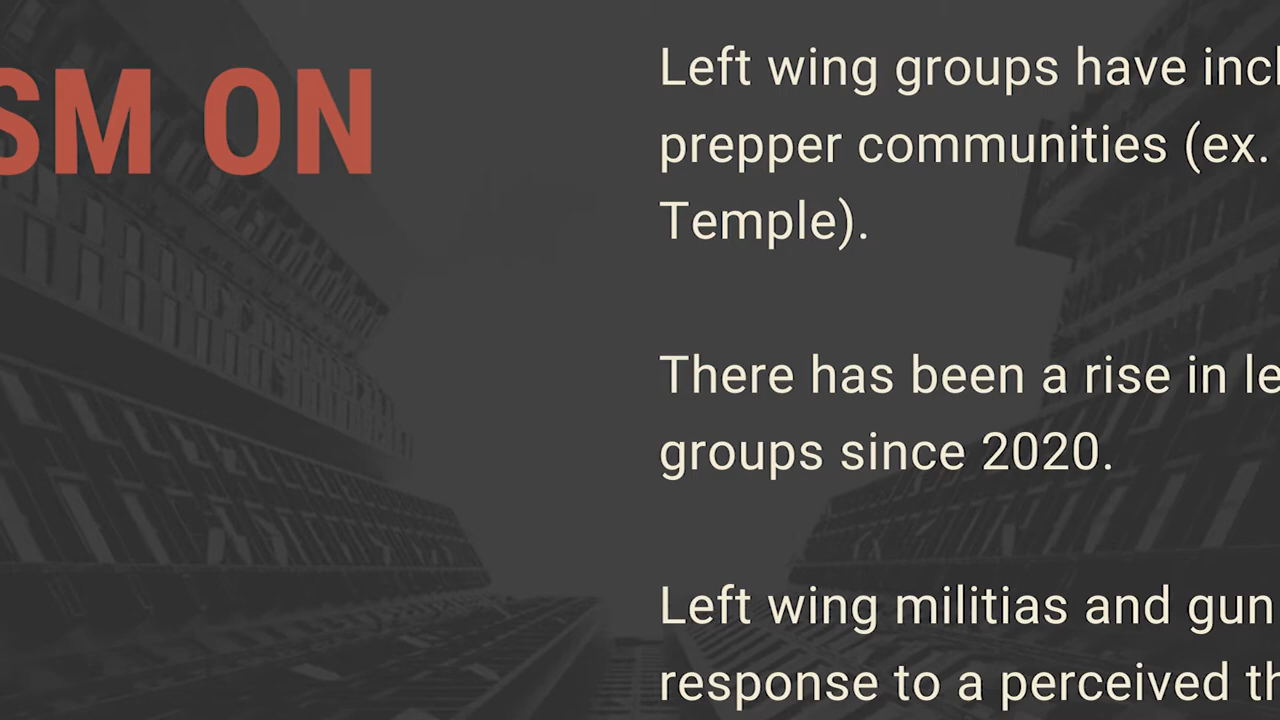 SM ON
Left wing groups have incl
prepper communities (ex.
Temple).
There has been a rise in le
groups since 2020.
Left wing militias and gun
response to a perceived th